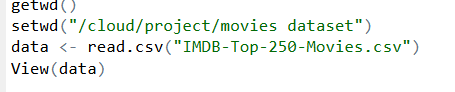 getwd()
setwd("/cloud/project/movies dataset")
data <- read.csv("IMDB-Top-250-Movies.csv")
View(data)